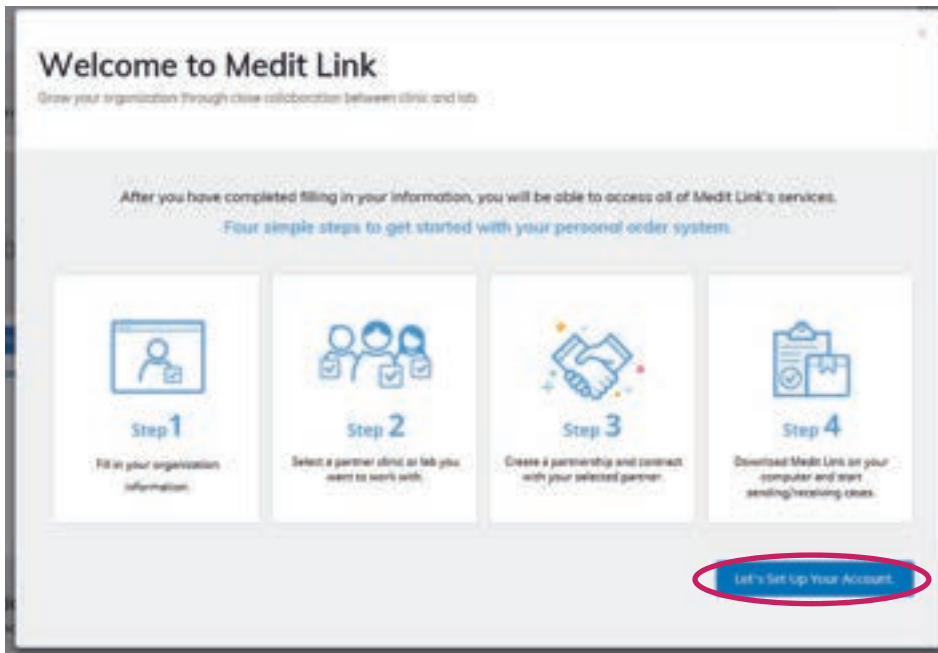 Welcome to Medit Link
Grow your organization through close collaboration between clinic and lab.
After you have completed filling in your information, you will be able to access all of Medit Link's services.
Four simple steps to get started with your personal order system.
Step 1
Fill in your organization
information.
Step 2
Select a partner clinic or lab you
want to work with.
Step 3
Create a partnership and contract
with your selected partner.
Step 4
Download Medit Link on your
computer and start
sending/receiving cases.
Let's Set Up Your Account.